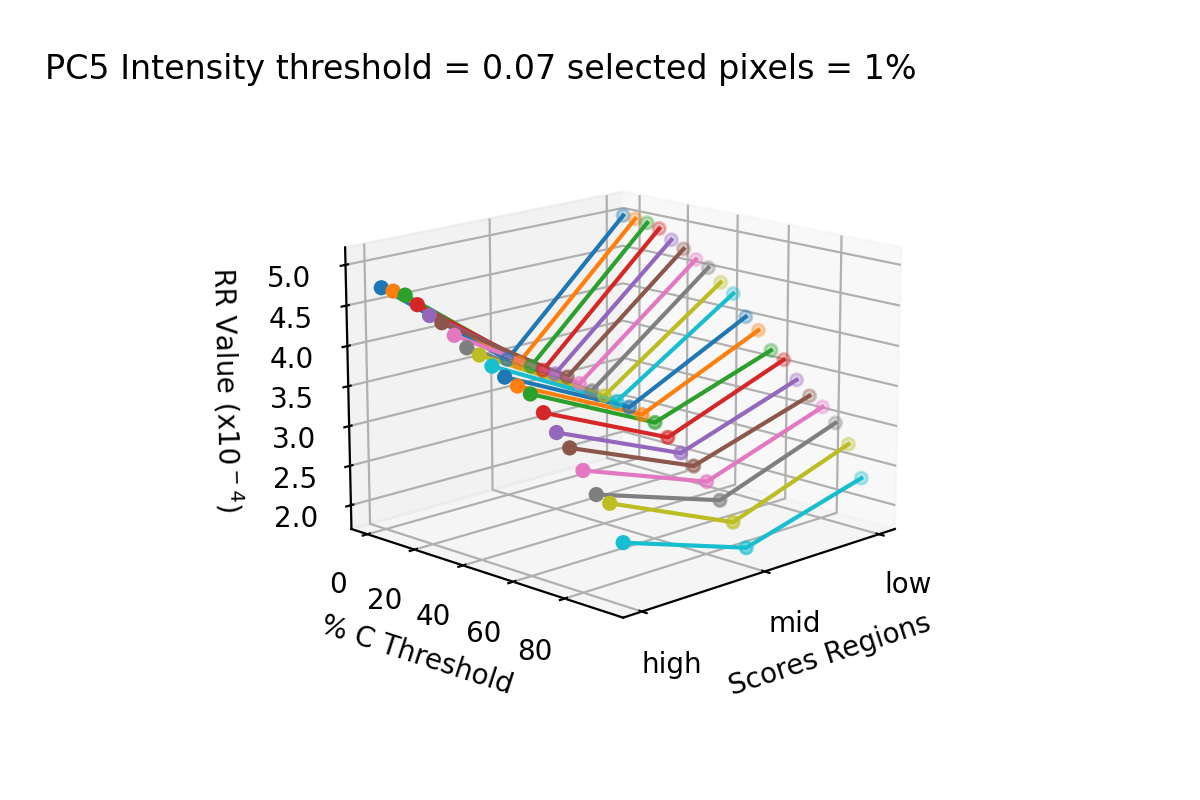 PC5 Intensity threshold = 0.07 selected pixels = 1%
RR Value (x10⁻⁴)
5.0
4.5
4.0
3.5
3.0
2.5
2.0
0
20
40
60
80
% C Threshold
high
mid
low
Scores Regions